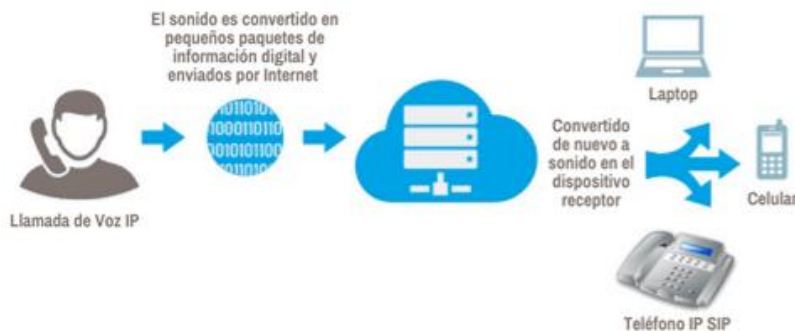 El sonido es convertido en
pequeños paquetes de
información digital y
enviados por Internet
Llamada de Voz IP
Convertido
de nuevo a
sonido en el
dispositivo
receptor
Laptop
Celular
Teléfono IP SIP